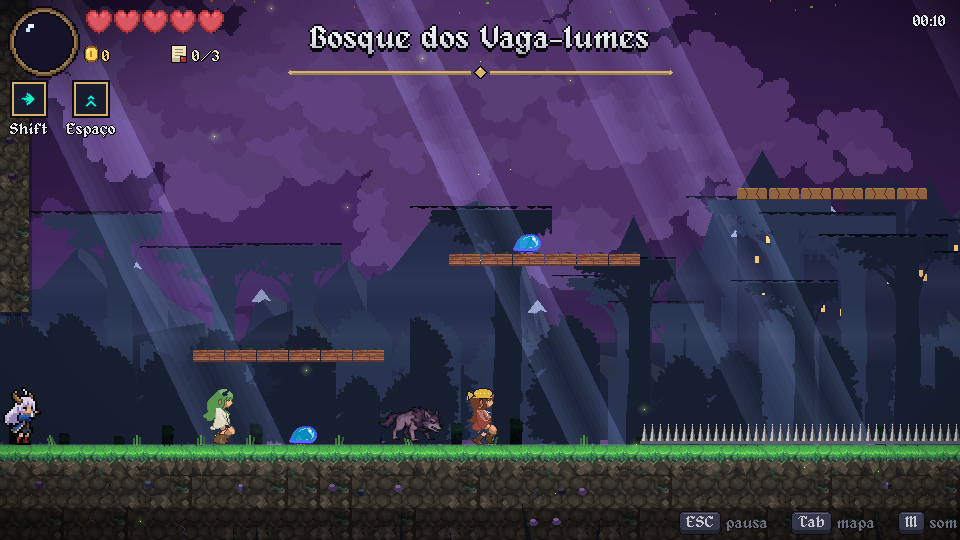 Bosque dos Vaga-lumes
00:10
0
0/3
Shift
Espaço
ESC pausa
Tab mapa
M som